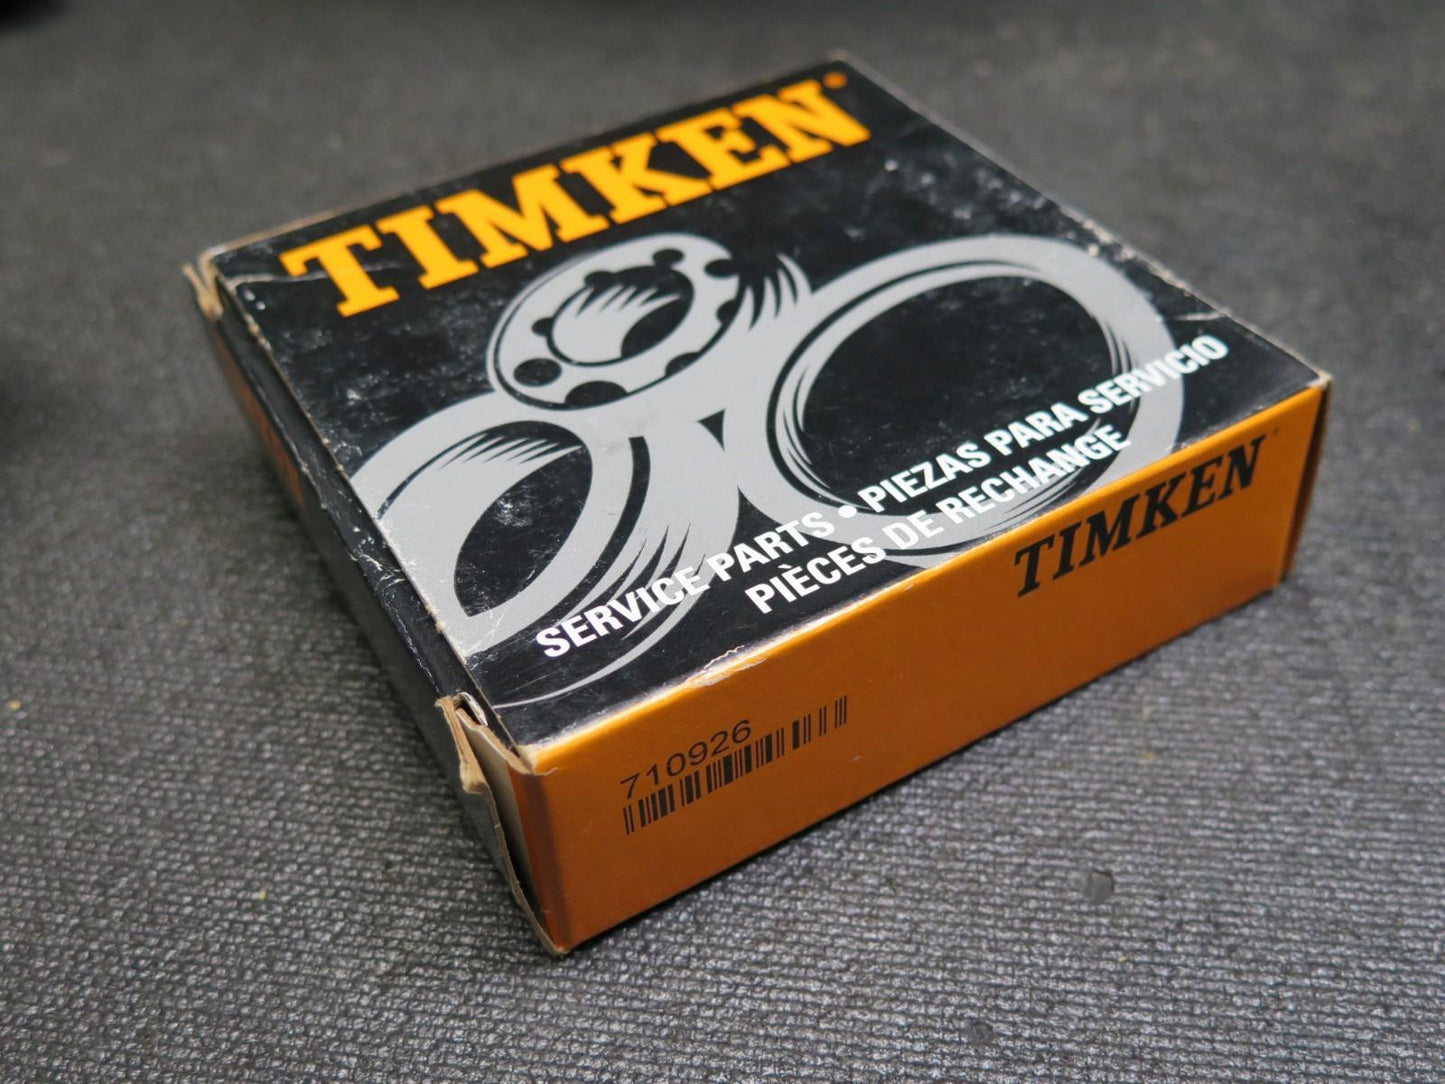 TIMKEN
SERVICE PARTS • PIEZAS PARA SERVICIO
PIÈCES DE RECHANGE
TIMKEN
710926